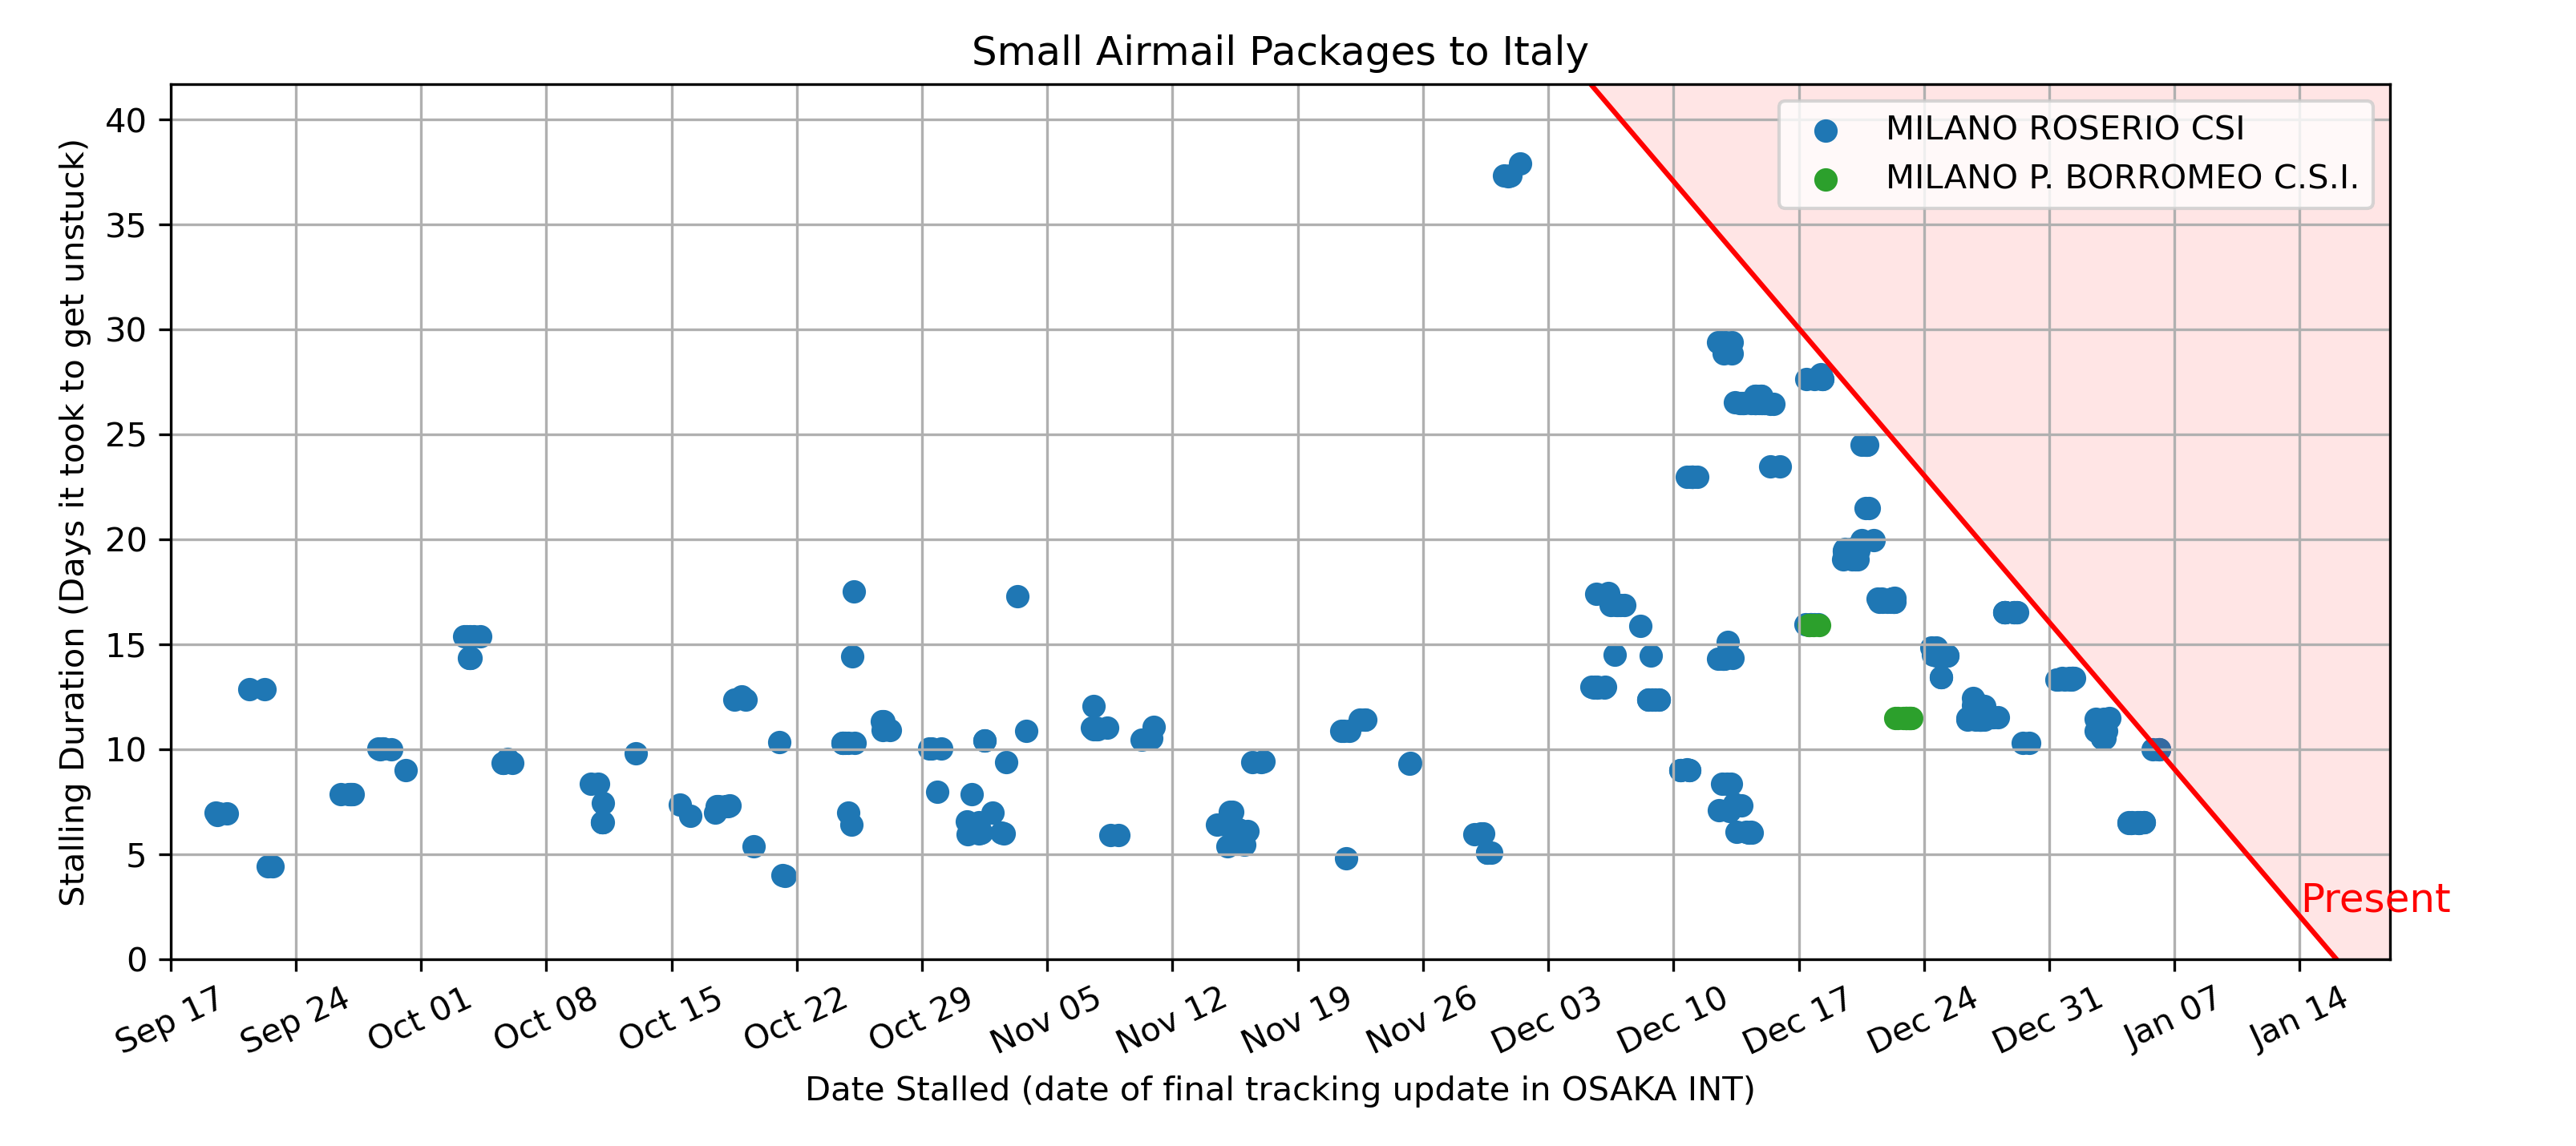 Small Airmail Packages to Italy
MILANO ROSERIO CSI
MILANO P. BORROMEO C.S.I.
Stalling Duration (Days it took to get unstuck)
40
35
30
25
20
15
10
5
0
Present
Sep 17
Sep 24
Oct 01
Oct 08
Oct 15
Oct 22
Oct 29
Nov 05
Nov 12
Nov 19
Nov 26
Dec 03
Dec 10
Dec 17
Dec 24
Dec 31
Jan 07
Jan 14
Date Stalled (date of final tracking update in OSAKA INT)